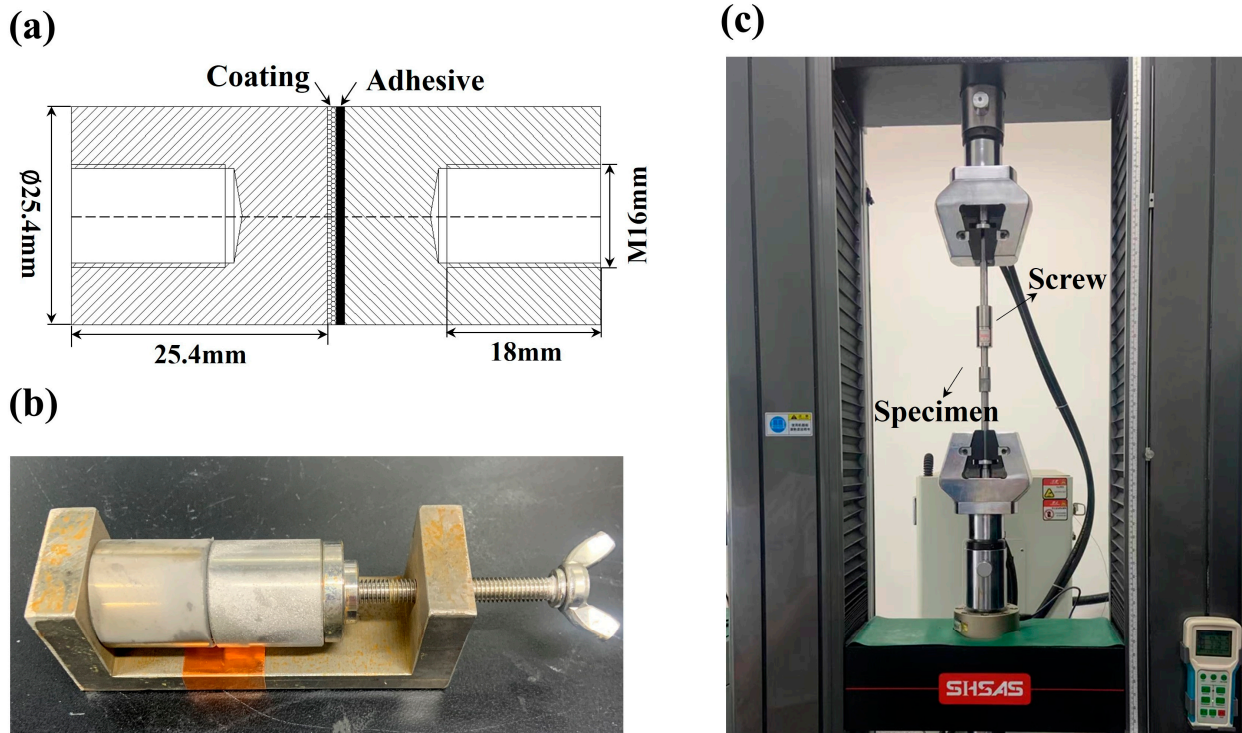 (a)
Coating
Adhesive
Ø25.4mm
M16mm
25.4mm
18mm
(b)
(c)
Screw
Specimen
SHSAS